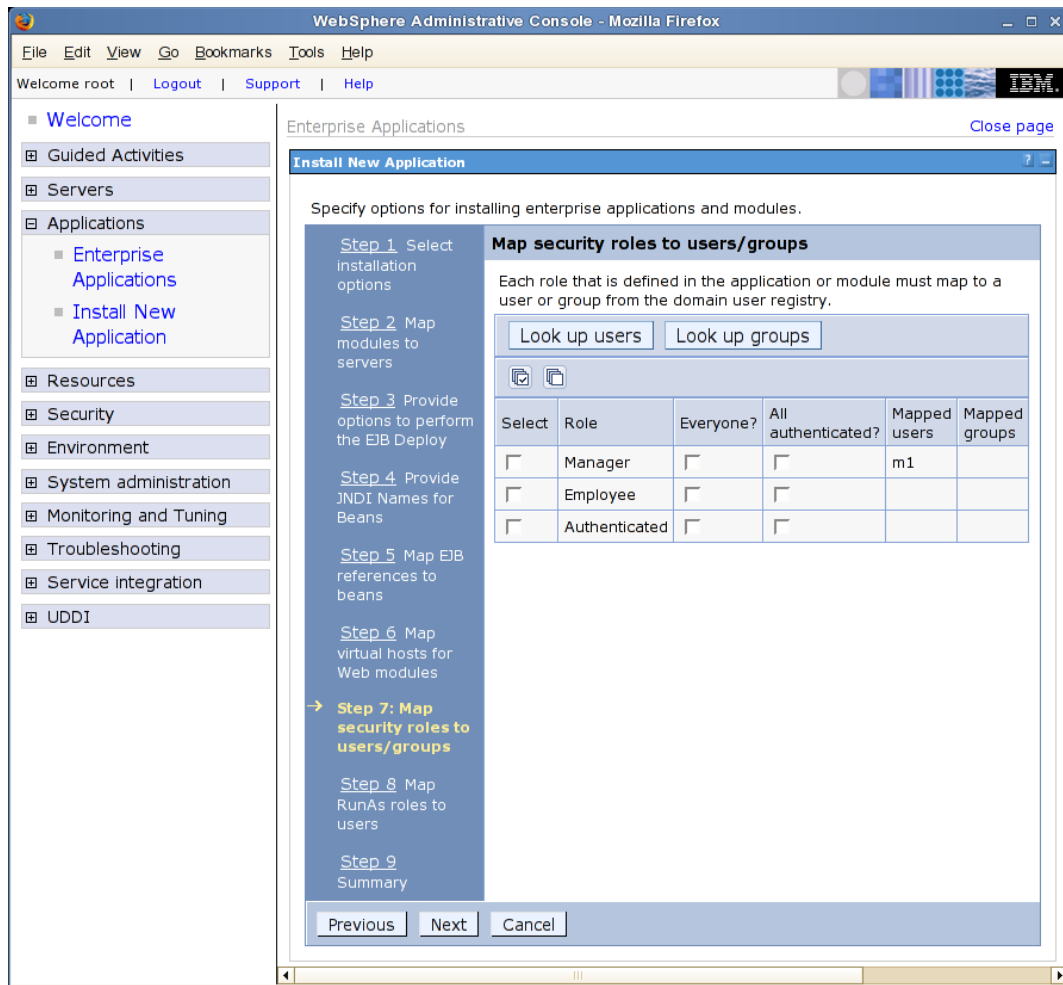 WebSphere Administrative Console - Mozilla Firefox
File Edit View Go Bookmarks Tools Help
Welcome root | Logout | Support | Help
IBM.
Welcome
Guided Activities
Servers
Applications
Enterprise
Applications
Install New
Application
Resources
Security
Environment
System administration
Monitoring and Tuning
Troubleshooting
Service integration
UDDI
Enterprise Applications
Close page
Install New Application
? –
Specify options for installing enterprise applications and modules.
Step 1 Select
installation
options
Step 2 Map
modules to
servers
Step 3 Provide
options to perform
the EJB Deploy
Step 4 Provide
JNDI Names for
Beans
Step 5 Map EJB
references to
beans
Step 6 Map
virtual hosts for
Web modules
Step 7: Map
security roles to
users/groups
Step 8 Map
RunAs roles to
users
Step 9
Summary
Map security roles to users/groups
Each role that is defined in the application or module must map to a
user or group from the domain user registry.
Look up users Look up groups
Select Role Everyone? All authenticated? Mapped users Mapped groups
Manager m1
Employee
Authenticated
Previous Next Cancel